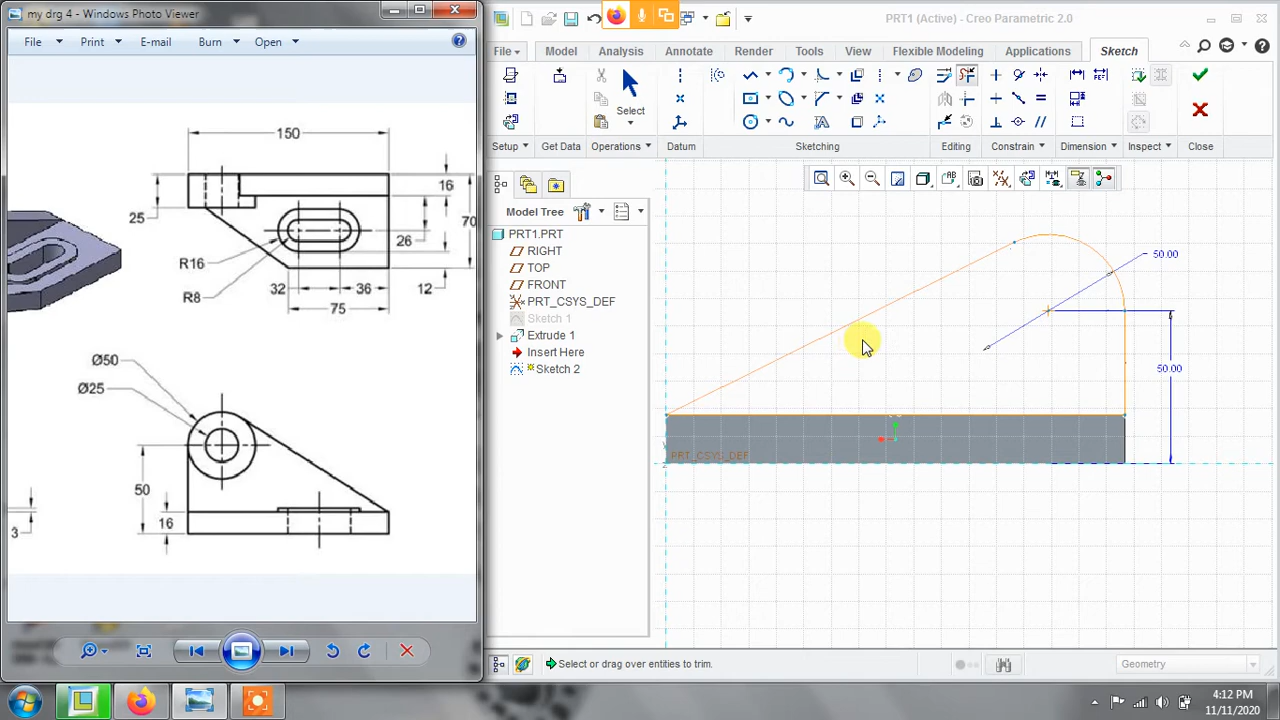 my drg 4 - Windows Photo Viewer
File Print E-mail Burn Open
150
16
25
70
26
R16
R8
32
36
12
75
Ø50
Ø25
50
16
3
PRT1 (Active) - Creo Parametric 2.0
File Model Analysis Annotate Render Tools View Flexible Modeling Applications Sketch
Select
Setup Get Data Operations Datum Sketching Editing Constrain Dimension Inspect Close
Model Tree
PRT1.PRT
RIGHT
TOP
FRONT
PRT_CSYS_DEF
Sketch 1
Extrude 1
Insert Here
Sketch 2
50.00
50.00
PRT_CSYS_DEF
Select or drag over entities to trim.
Geometry
4:12 PM
11/11/2020